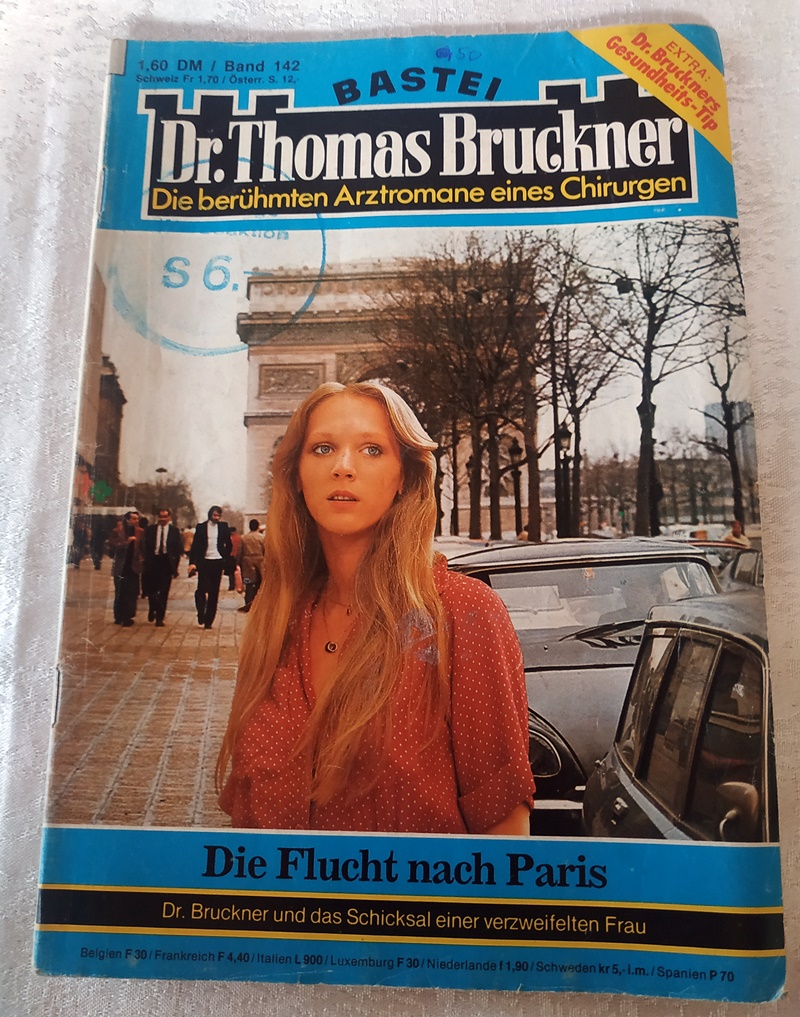 1,60 DM / Band 142
Schweiz Fr 1,70 / Österr. S. 12,-
50
BASTEI
EXTRA:
Dr. Bruckners
Gesundheits-Tip
Dr. Thomas Bruckner
Die berühmten Arztromane eines Chirurgen
aktion
S 6.-
Die Flucht nach Paris
Dr. Bruckner und das Schicksal einer verzweifelten Frau
Belgien F 30 / Frankreich F 4,40 / Italien L 900 / Luxemburg F 30 / Niederlande f 1,90 / Schweden kr 5,- i.m. / Spanien P 70